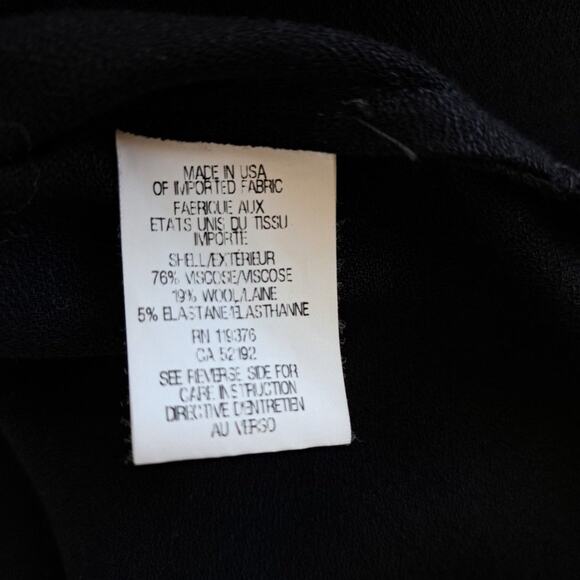 MADE IN USA
OF IMPORTED FABRIC
FABRIQUE AUX
ETATS UNIS DU TISSU
IMPORTE
SHELL/EXTÉRIEUR
76% VISCOSE/VISCOSE
19% WOOL/LAINE
5% ELASTANE/ELASTHANNE
RN 119376
CA 52192
SEE REVERSE SIDE FOR
CARE INSTRUCTION
DIRECTIVE D'ENTRETIEN
AU VERSO